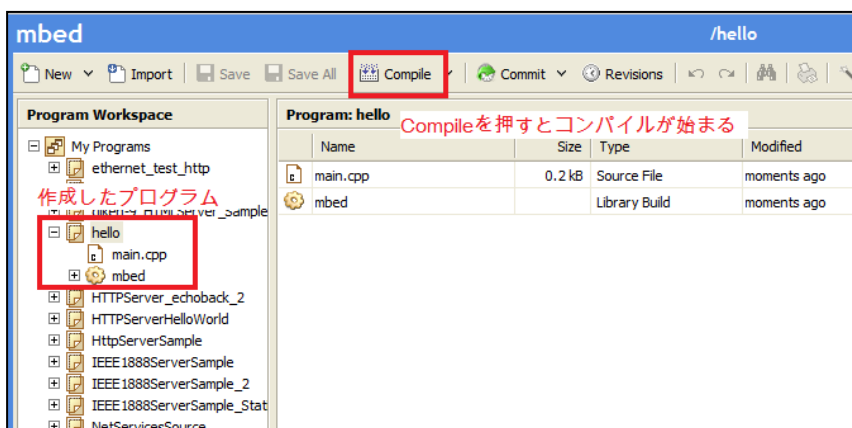 mbed /hello
New Import Save Save All Compile Commit Revisions
Program Workspace
My Programs
ethernet_test_http
作成したプログラム
hello
main.cpp
mbed
HTTPServer_echoback_2
HTTPServerHelloWorld
HttpServerSample
IEEE1888ServerSample
IEEE1888ServerSample_2
IEEE1888ServerSample_Stat
NetServicesSource
Program: hello
Compileを押すとコンパイルが始まる
Name Size Type Modified
main.cpp 0.2 kB Source File moments ago
mbed Library Build moments ago